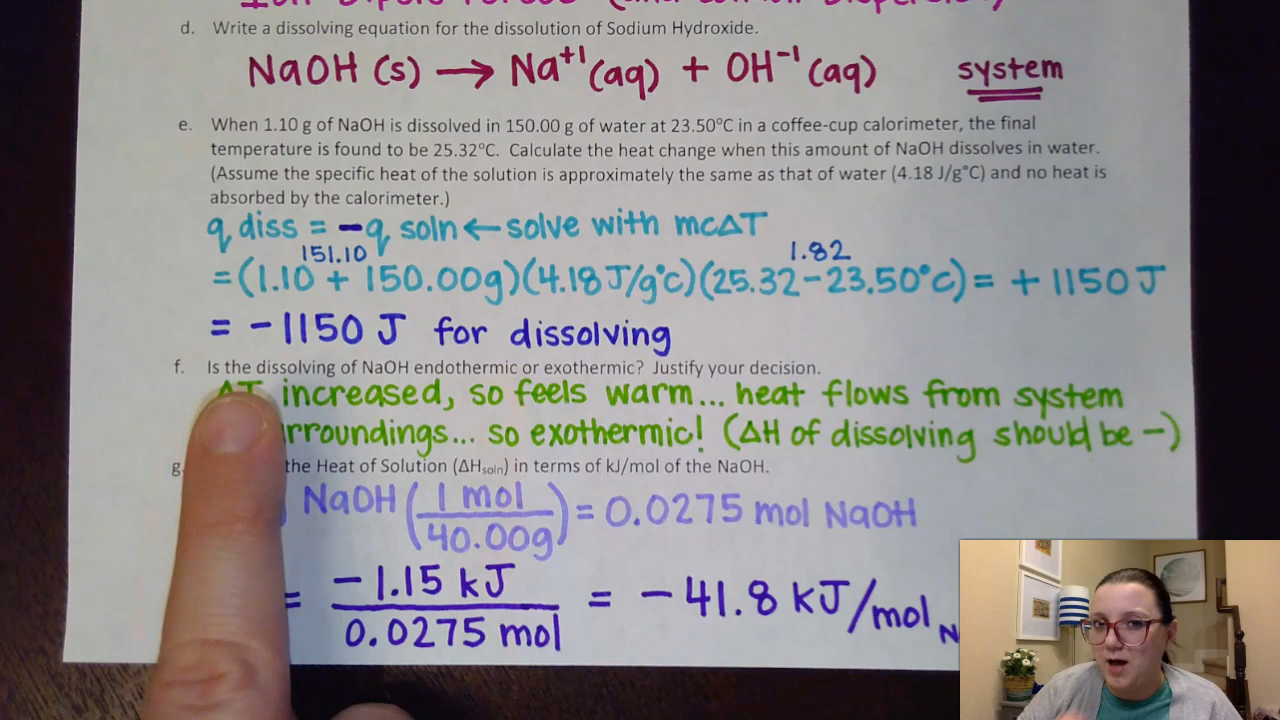 d. Write a dissolving equation for the dissolution of Sodium Hydroxide.
NaOH (s) → Na⁺¹ (aq) + OH⁻¹ (aq) system
e. When 1.10 g of NaOH is dissolved in 150.00 g of water at 23.50°C in a coffee-cup calorimeter, the final
temperature is found to be 25.32°C. Calculate the heat change when this amount of NaOH dissolves in water.
(Assume the specific heat of the solution is approximately the same as that of water (4.18 J/g°C) and no heat is
absorbed by the calorimeter.)
q diss = -q soln ← solve with mcΔT
151.10 1.82
= (1.10 + 150.00g)(4.18 J/g°C)(25.32 - 23.50°C) = + 1150 J
= -1150 J for dissolving
f. Is the dissolving of NaOH endothermic or exothermic? Justify your decision.
ΔT increased, so feels warm... heat flows from system
rroundings... so exothermic! (ΔH of dissolving should be -)
g. the Heat of Solution (ΔHsoln) in terms of kJ/mol of the NaOH.
NaOH (1 mol / 40.00g) = 0.0275 mol NaOH
= -1.15 kJ / 0.0275 mol = -41.8 kJ/mol N